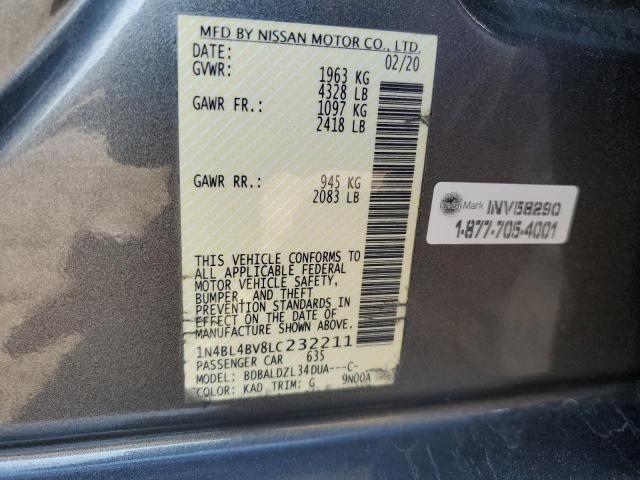 MFD BY NISSAN MOTOR CO., LTD.
DATE: 02/20
GVWR: 1963 KG
4328 LB
GAWR FR.: 1097 KG
2418 LB
GAWR RR.: 945 KG
2083 LB
THIS VEHICLE CONFORMS TO
ALL APPLICABLE FEDERAL
MOTOR VEHICLE SAFETY,
BUMPER, AND THEFT
PREVENTION STANDARDS IN
EFFECT ON THE DATE OF
MANUFACTURE SHOWN ABOVE.
1N4BL4BV8LC232211
PASSENGER CAR 635
MODEL: BDBALDZL34DUA---C-
COLOR: KAD TRIM: G 9N00A
Mark INV58290
1-877-705-4001